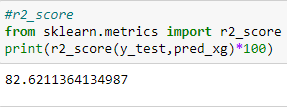 #r2_score
from sklearn.metrics import r2_score
print(r2_score(y_test,pred_xg)*100)
82.6211364134987